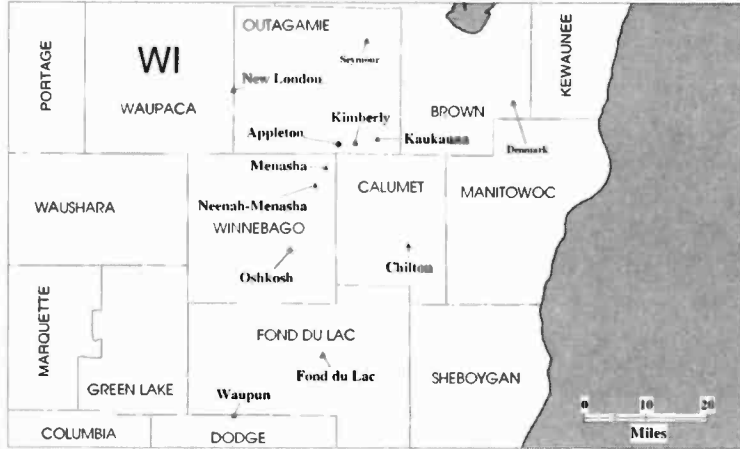 OUTAGAMIE
PORTAGE
WI
Seymour
KEWAUNEE
New London
WAUPACA
Kimberly
BROWN
Appleton
Kaukauna
Denmark
Menasha
CALUMET
MANITOWOC
Neenah-Menasha
WAUSHARA
WINNEBAGO
Oshkosh
Chilton
MARQUETTE
FOND DU LAC
Fond du Lac
SHEBOYGAN
GREEN LAKE
Waupun
0 10 20
Miles
COLUMBIA
DODGE